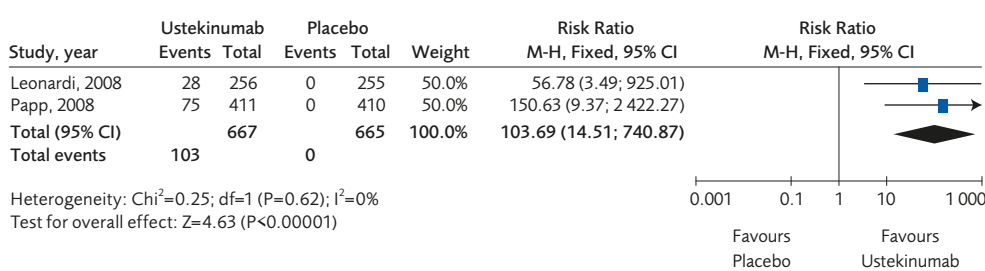 Ustekinumab Placebo Risk Ratio Risk Ratio
Study, year Events Total Events Total Weight M-H, Fixed, 95% CI M-H, Fixed, 95% CI
Leonardi, 2008 28 256 0 255 50.0% 56.78 (3.49; 925.01)
Papp, 2008 75 411 0 410 50.0% 150.63 (9.37; 2 422.27)
Total (95% CI) 667 665 100.0% 103.69 (14.51; 740.87)
Total events 103 0
Heterogeneity: Chi²=0.25; df=1 (P=0.62); I²=0%
Test for overall effect: Z=4.63 (P<0.00001)
0.001 0.1 1 10 1 000
Favours Favours
Placebo Ustekinumab